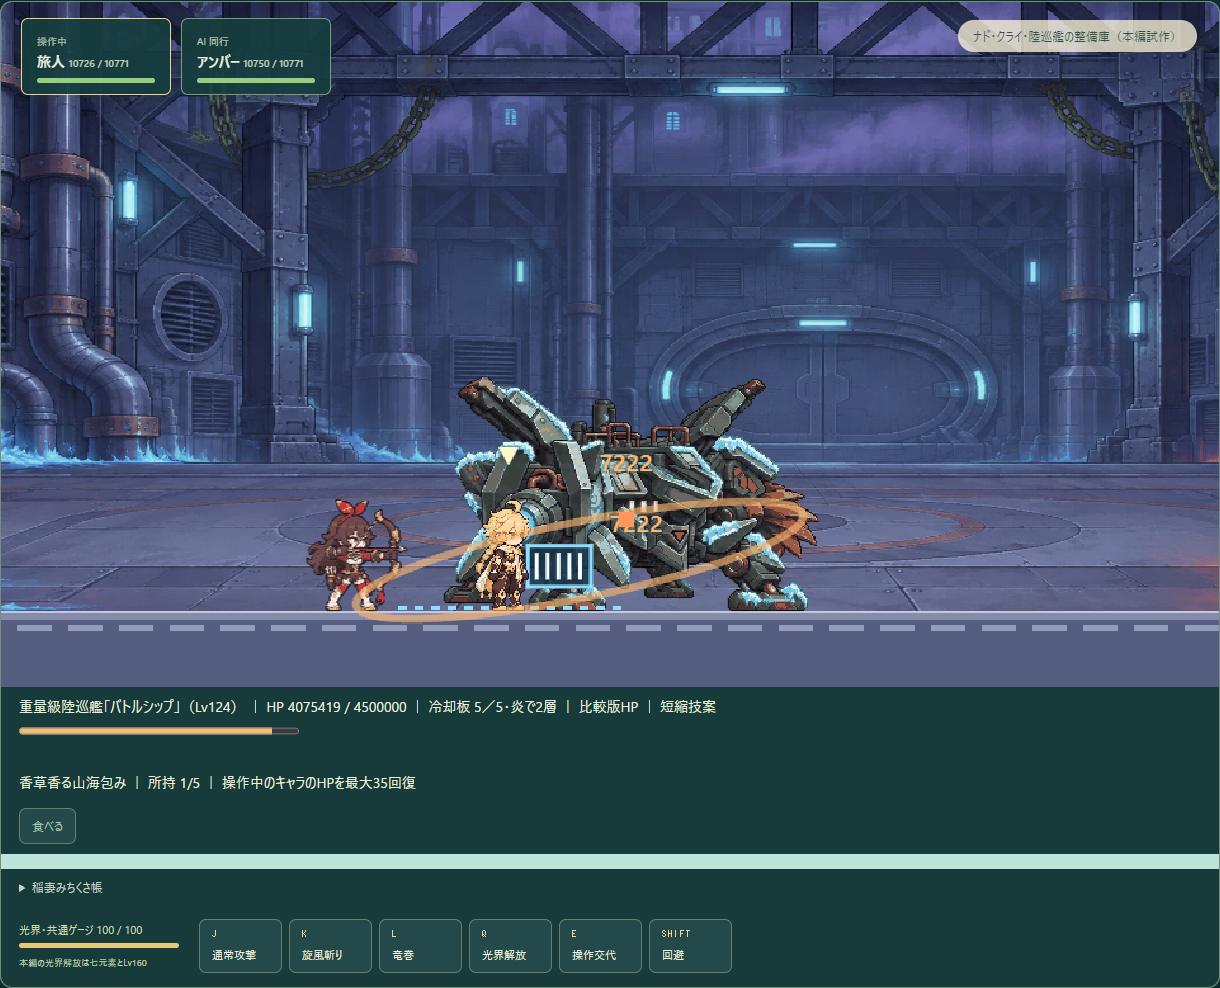 操作中
旅人 10726 / 10771
AI 同行
アンバー 10750 / 10771
ナド・クライ・陸巡艦の整備庫（本編試作）
7222
7222
重量級陸巡艦「バトルシップ」（Lv124） ｜ HP 4075419 / 4500000 ｜ 冷却板 5／5・炎で2層 ｜ 比較版HP ｜ 短縮技案
香草香る山海包み ｜ 所持 1/5 ｜ 操作中のキャラのHPを最大35回復
食べる
▶ 稲妻みちくさ帳
光界・共通ゲージ 100 / 100
本編の光界解放は七元素とLv160
J
通常攻撃
K
旋風斬り
L
竜巻
Q
光界解放
E
操作交代
SHIFT
回避